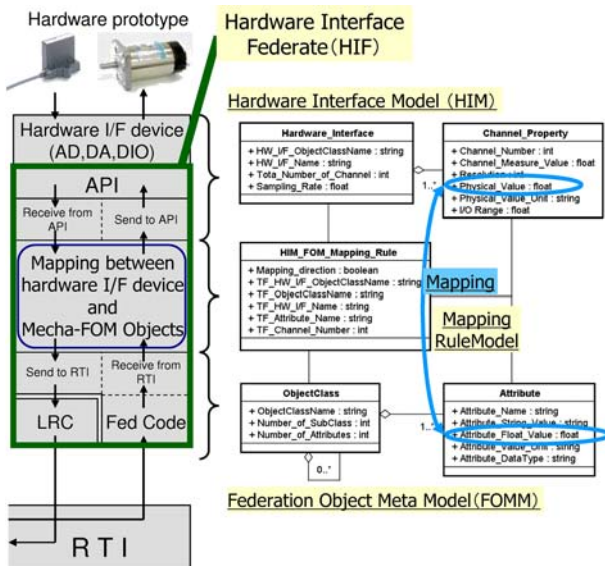 Hardware prototype
Hardware Interface
Federate(HIF)
Hardware I/F device
(AD,DA,DIO)
API
Receive from
API
Send to API
Mapping between
hardware I/F device
and
Mecha-FOM Objects
Send to RTI
Receive from
RTI
LRC
Fed Code
R T I
Hardware Interface Model (HIM)
Hardware_Interface
+ HW_I/F_ObjectClassName : string
+ HW_I/F_Name : string
+ Tota_Number_of_Channel : int
+ Sampling_Rate : float
Channel_Property
+ Channel_Number : int
+ Channel_Measure_Value : float
+ Resolution : int
+ Physical_Value : float
+ Physical_Value_Unit : string
+ I/O Range : float
1..*
HIM_FOM_Mapping_Rule
+ Mapping_direction : boolean
+ TF_HW_I/F_ObjectClassName : string
+ TF_ObjectClassName : string
+ TF_HW_I/F_Name : string
+ TF_Attribute_Name : string
+ TF_Channel_Number : int
Mapping
Mapping
RuleModel
ObjectClass
+ ObjectClassName : string
+ Number_of_SubClass : int
+ Number_of_Attributes : int
0..*
1..*
Attribute
+ Attribute_Name : string
+ Attribute_String_Value : string
+ Attribute_Float_Value : float
+ Attribute_Value_Unit : string
+ Attribute_DataType : string
Federation Object Meta Model(FOMM)